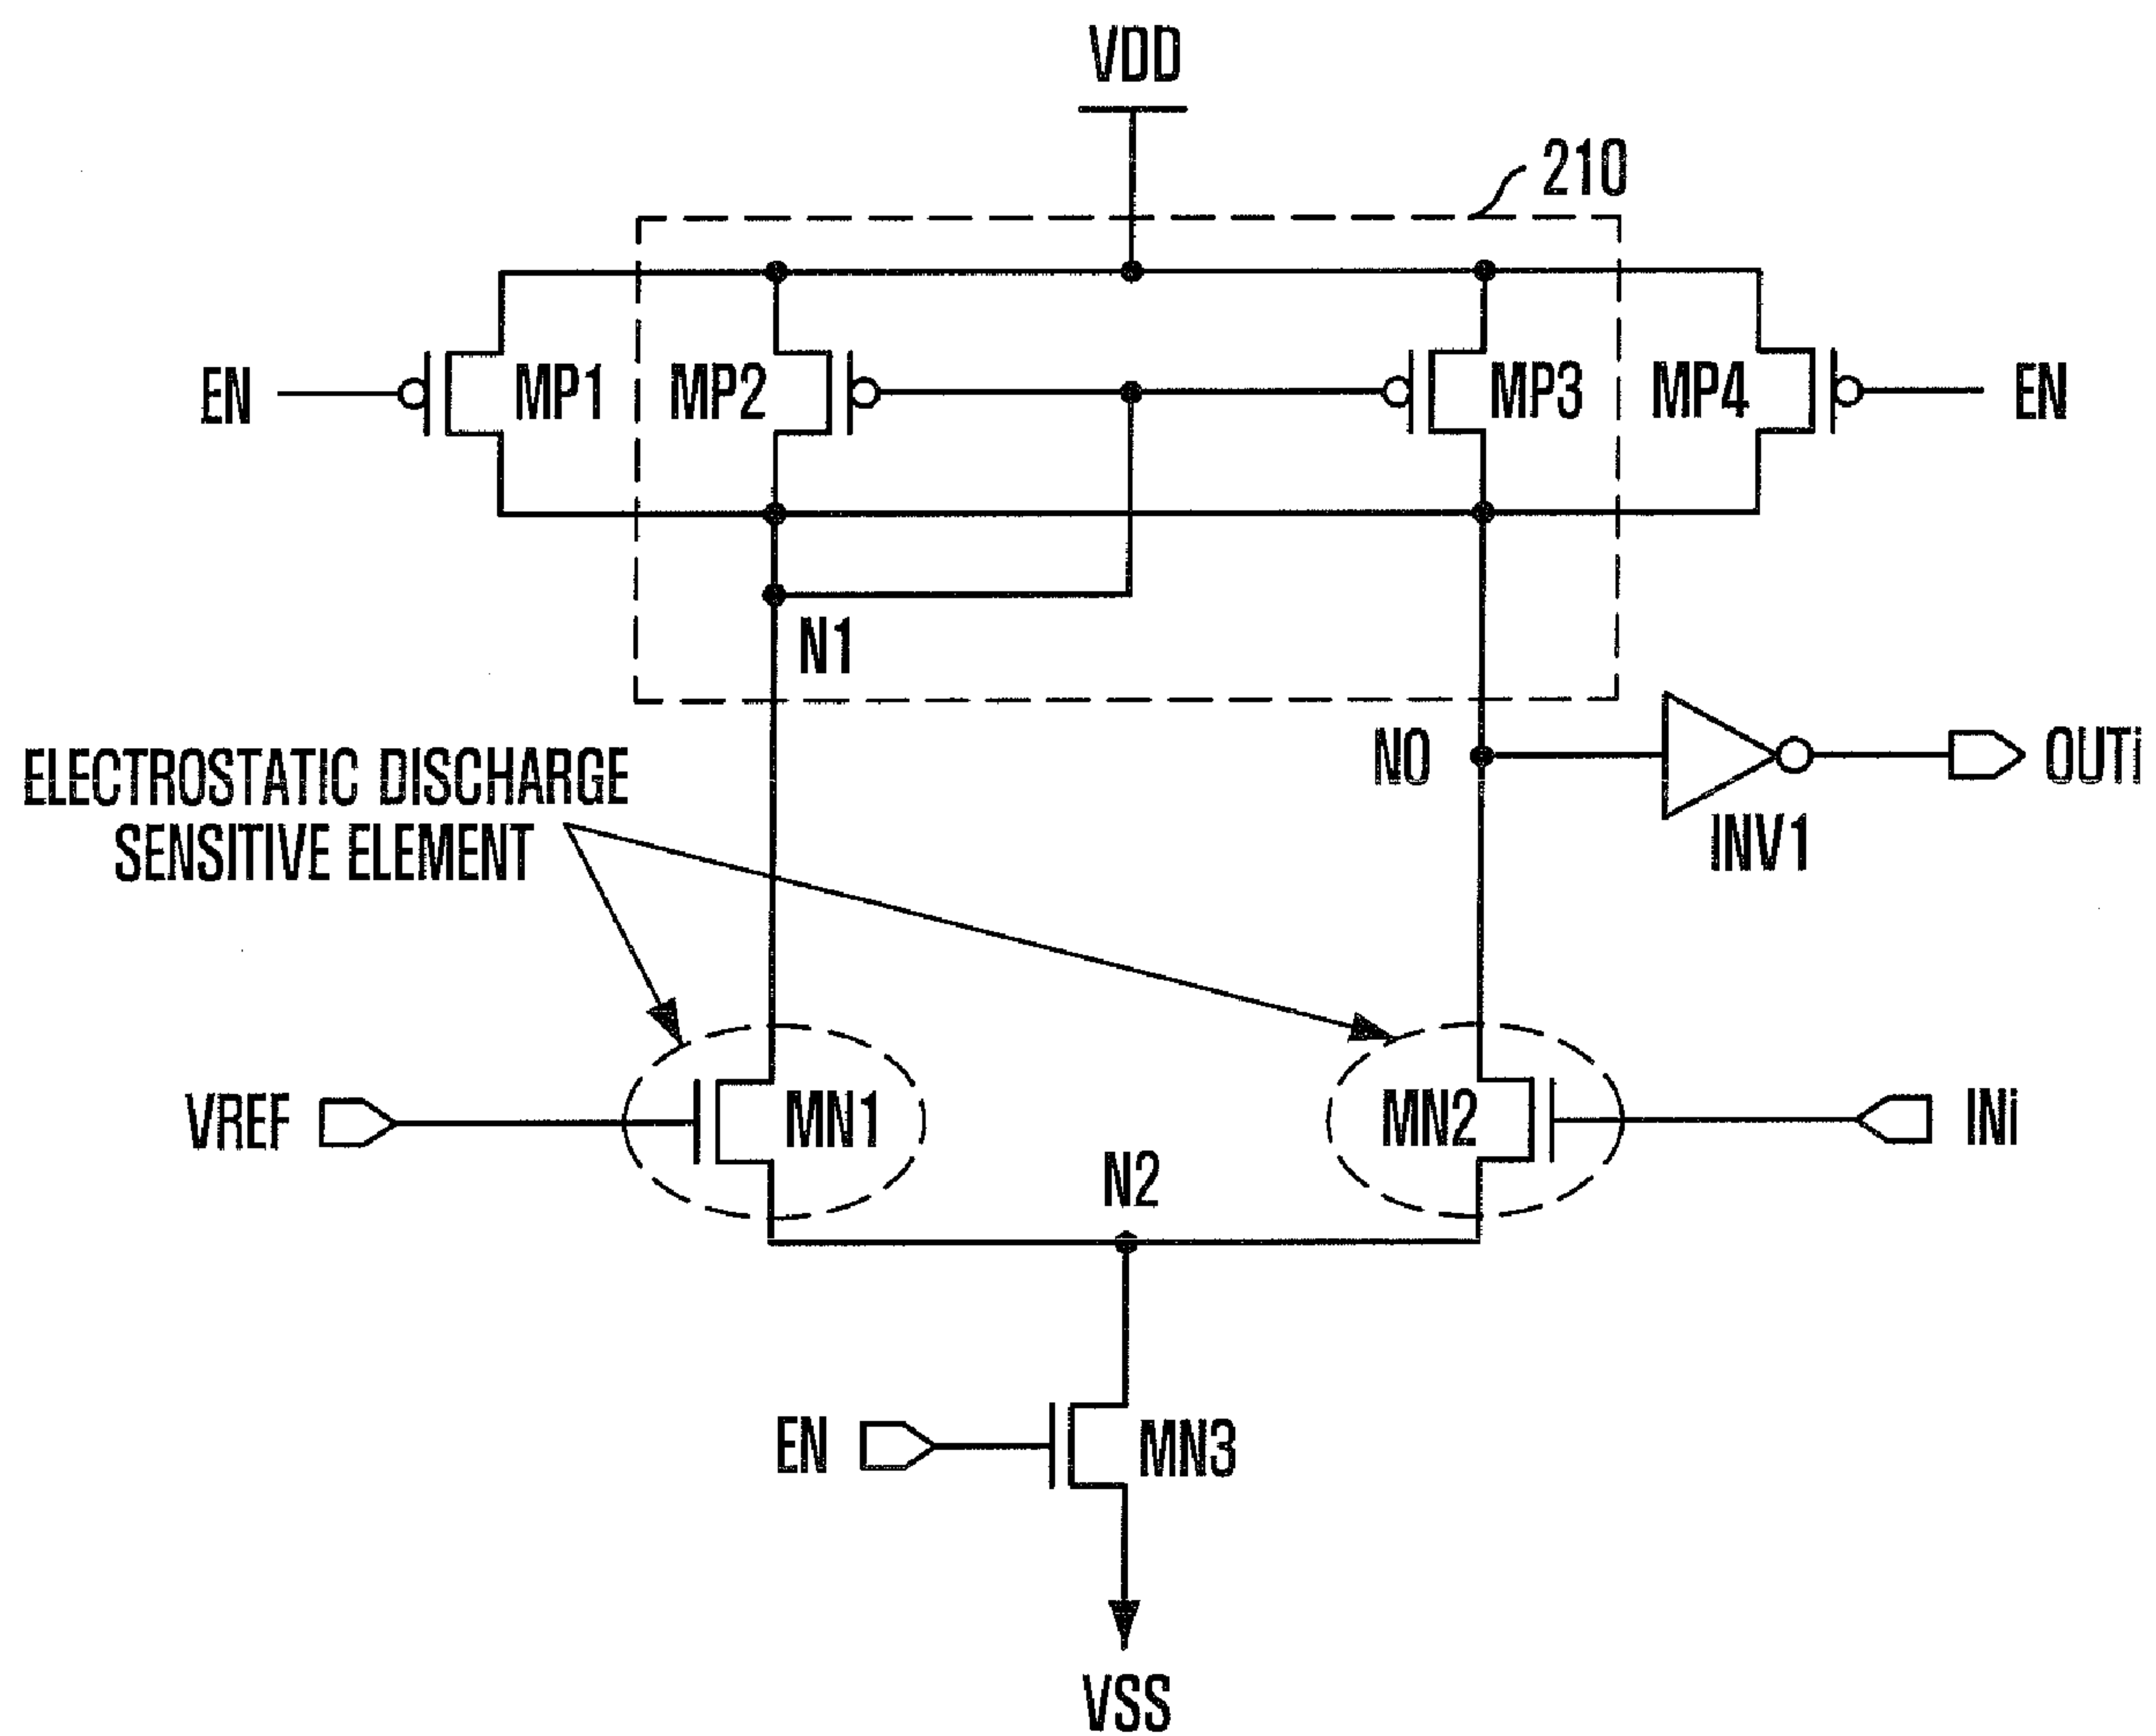 VDD
210
EN
MP1
MP2
MP3
MP4
EN
N1
NO
OUTi
INV1
ELECTROSTATIC DISCHARGE
SENSITIVE ELEMENT
VREF
MN1
MN2
INi
N2
EN
MN3
VSS